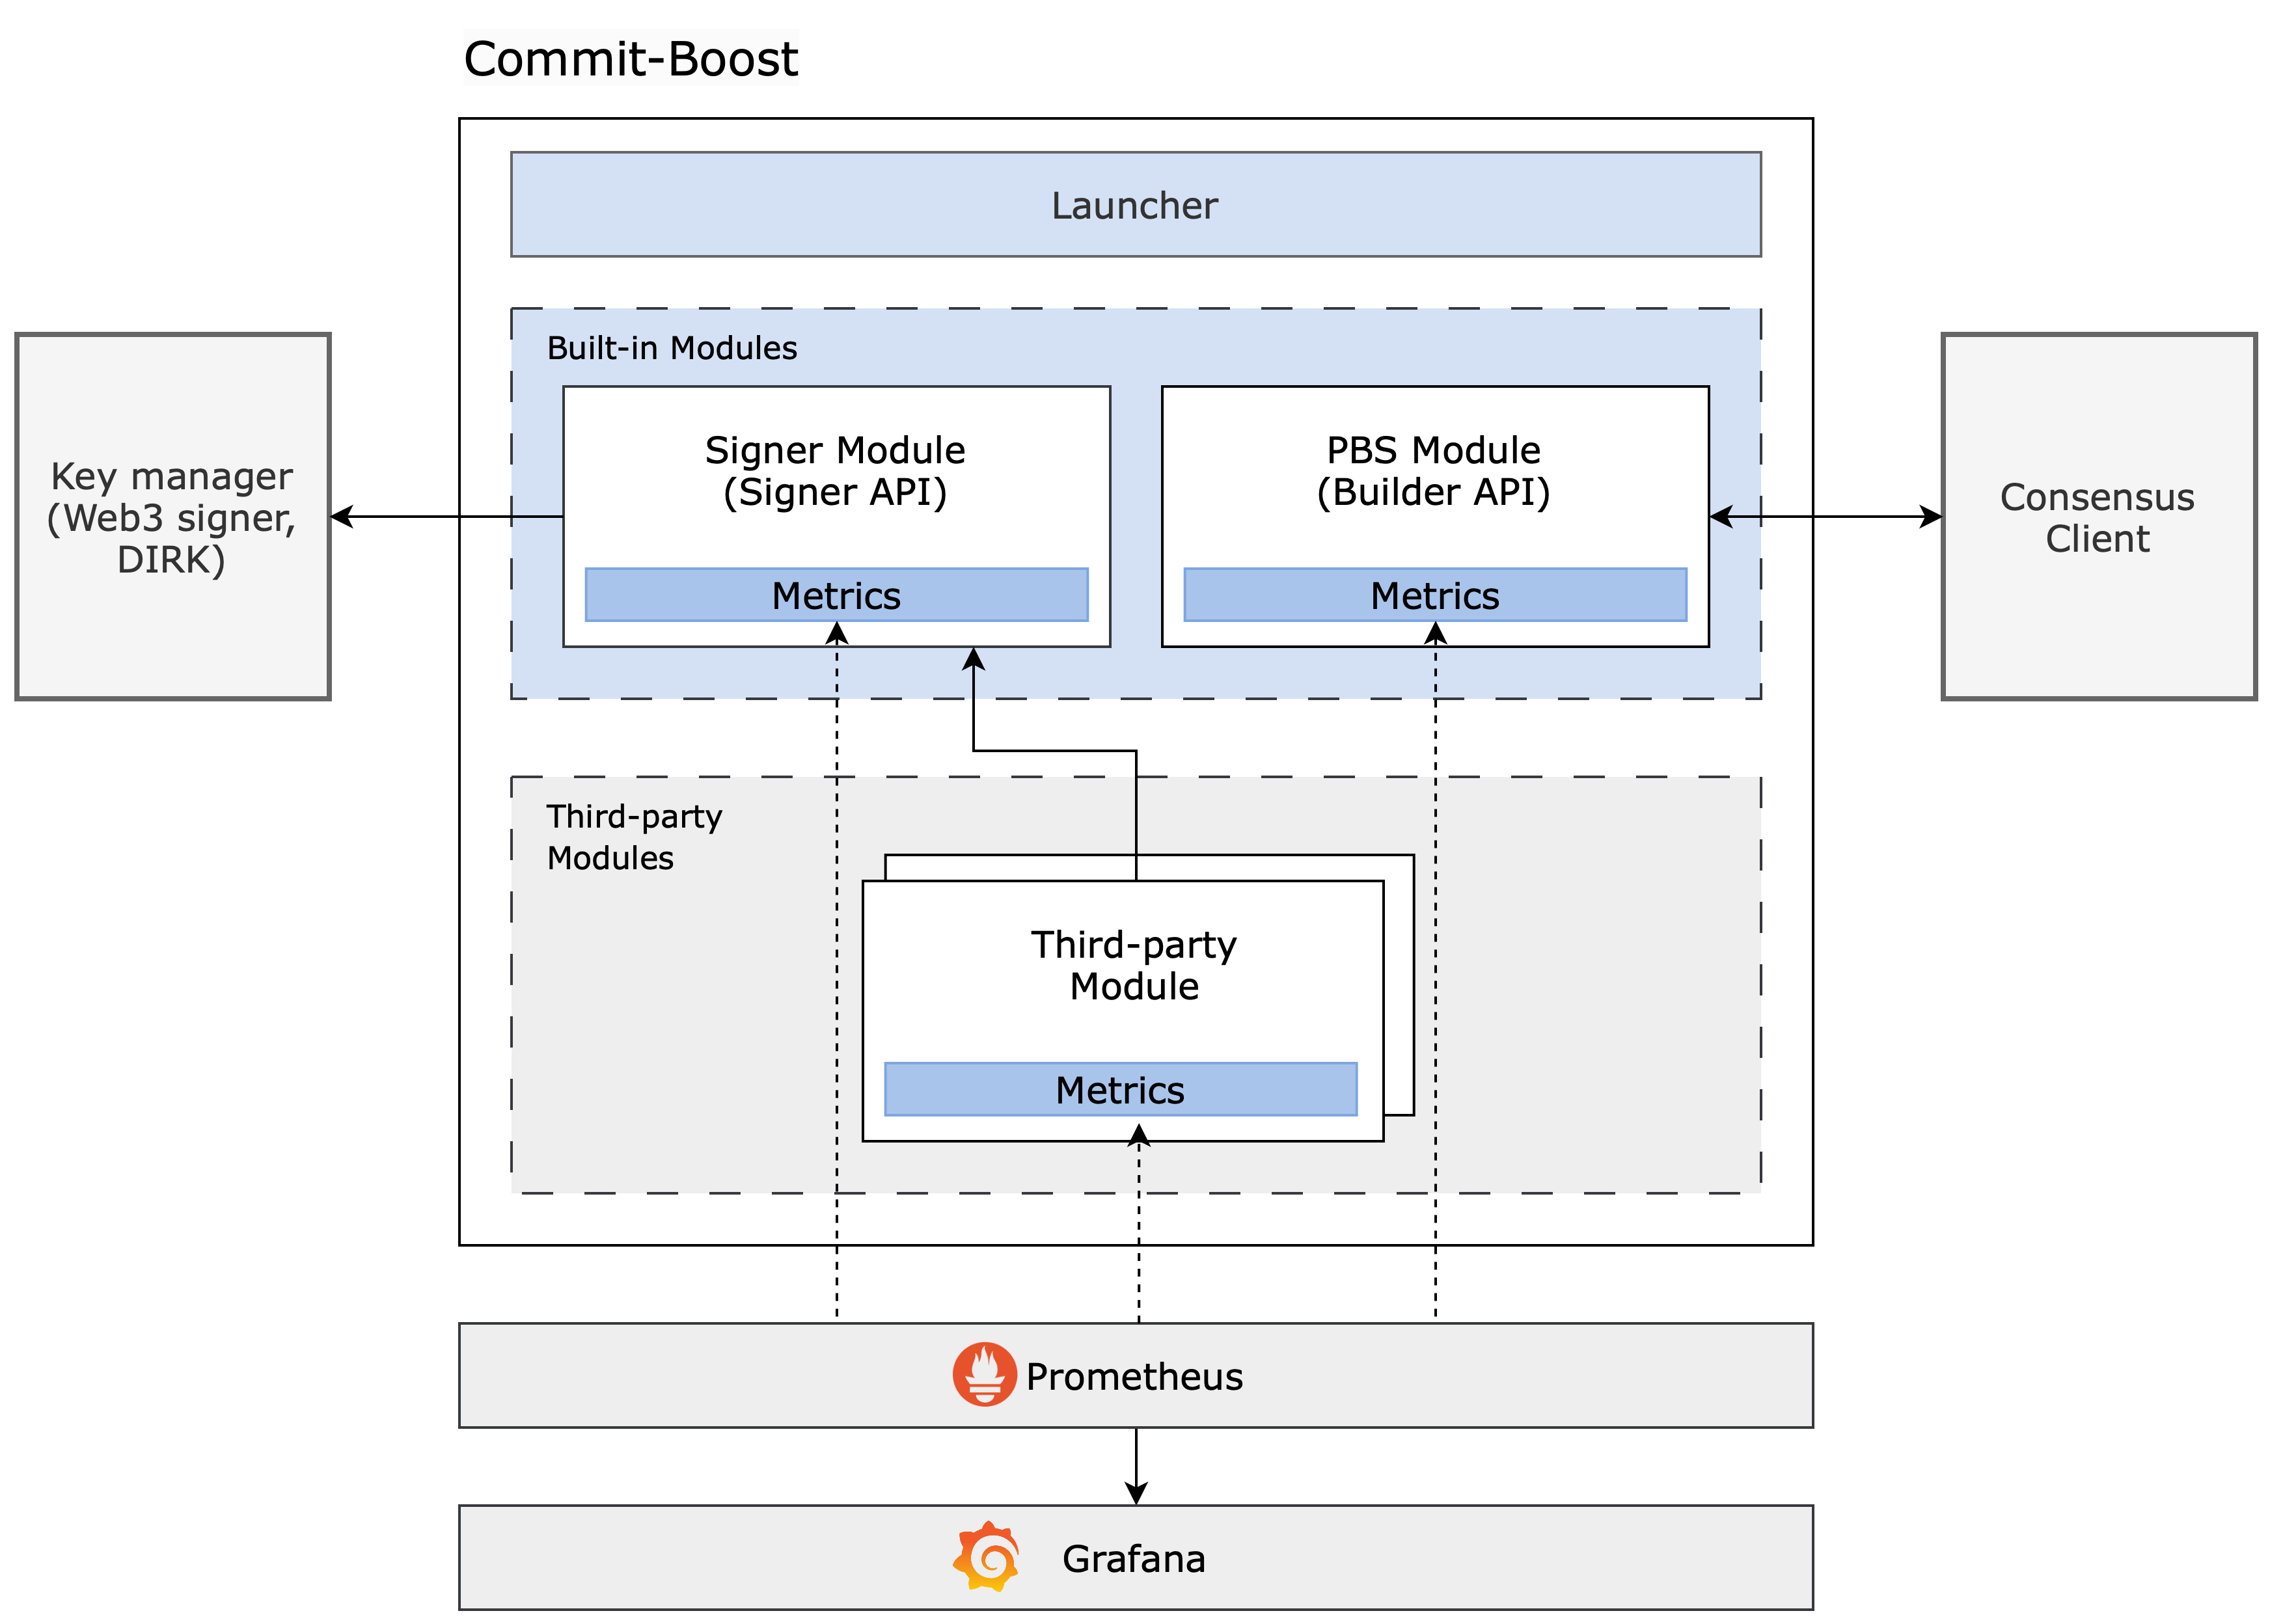 Commit-Boost
Launcher
Built-in Modules
Key manager
(Web3 signer,
DIRK)
Signer Module
(Signer API)
Metrics
PBS Module
(Builder API)
Metrics
Consensus
Client
Third-party
Modules
Third-party
Module
Metrics
Prometheus
Grafana